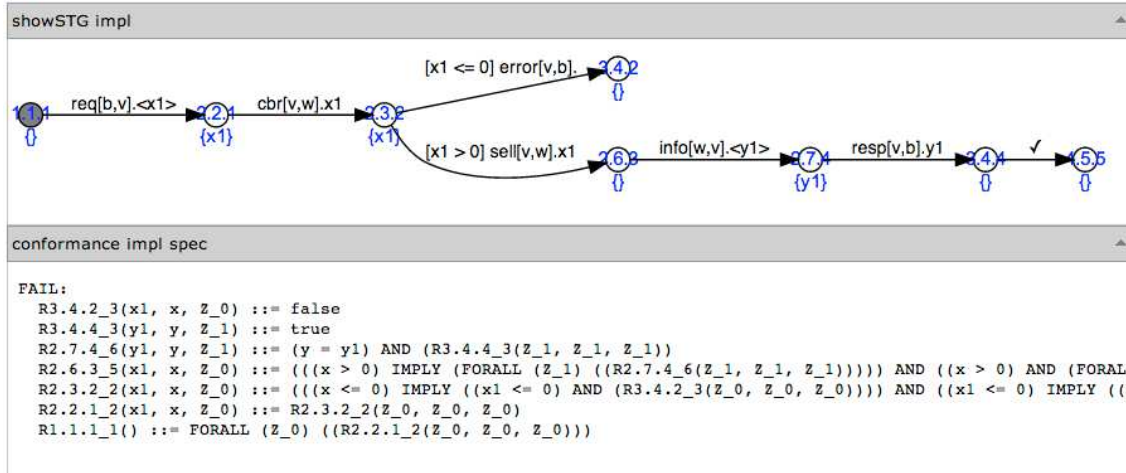 showSTG impl
[x1 <= 0] error[v,b].
3.4.2
{}
req[b,v].<x1>
cbr[v,w].x1
1.1.1
2.2.1
2.3.2
{}
{x1}
{x1}
[x1 > 0] sell[v,w].x1
info[w,v].<y1>
resp[v,b].y1
✓
2.6.3
2.7.4
3.4.4
1.5.5
{}
{y1}
{}
{}
conformance impl spec
FAIL:
R3.4.2_3(x1, x, Z_0) ::= false
R3.4.4_3(y1, y, Z_1) ::= true
R2.7.4_6(y1, y, Z_1) ::= (y = y1) AND (R3.4.4_3(Z_1, Z_1, Z_1))
R2.6.3_5(x1, x, Z_0) ::= (((x > 0) IMPLY (FORALL (Z_1) ((R2.7.4_6(Z_1, Z_1, Z_1))))) AND ((x > 0) AND (FORAL
R2.3.2_2(x1, x, Z_0) ::= (((x <= 0) IMPLY ((x1 <= 0) AND (R3.4.2_3(Z_0, Z_0, Z_0)))) AND ((x1 <= 0) IMPLY ((
R2.2.1_2(x1, x, Z_0) ::= R2.3.2_2(Z_0, Z_0, Z_0)
R1.1.1_1() ::= FORALL (Z_0) ((R2.2.1_2(Z_0, Z_0, Z_0)))